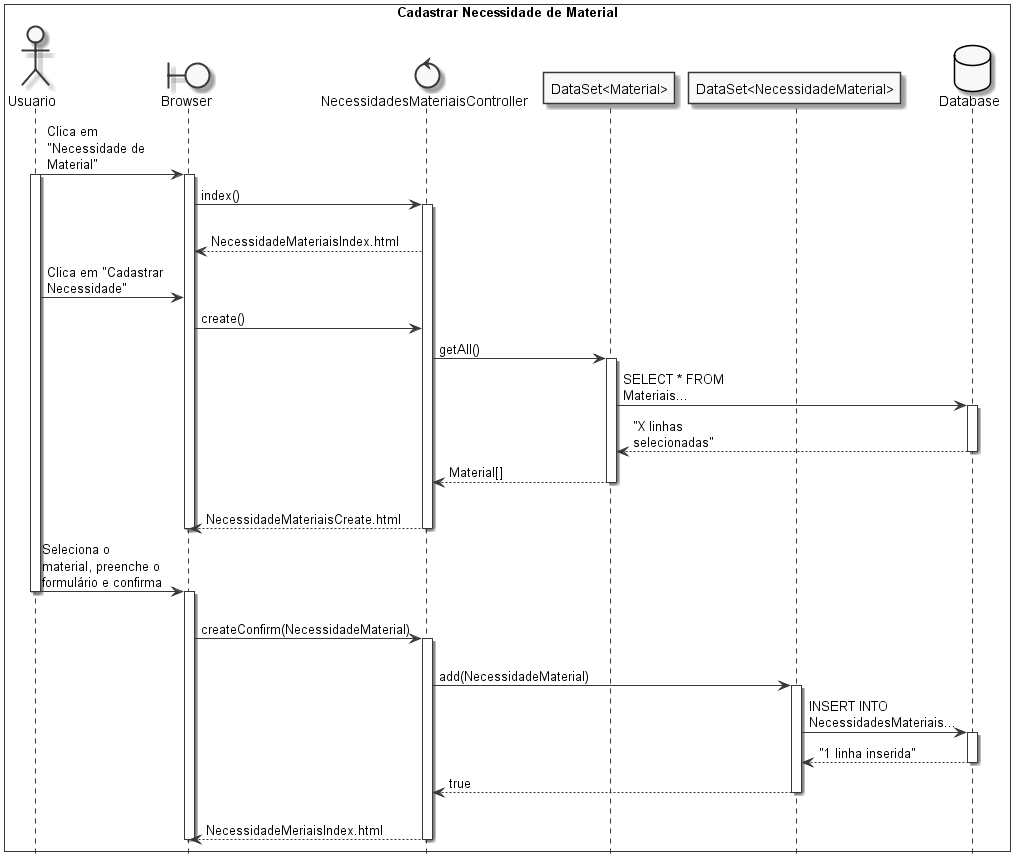 Cadastrar Necessidade de Material
Usuario
Browser
NecessidadesMateriaisController
DataSet<Material>
DataSet<NecessidadeMaterial>
Database
Clica em
"Necessidade de
Material"
index()
NecessidadeMateriaisIndex.html
Clica em "Cadastrar
Necessidade"
create()
getAll()
SELECT * FROM
Materiais...
"X linhas
selecionadas"
Material[]
NecessidadeMateriaisCreate.html
Seleciona o
material, preenche o
formulário e confirma
createConfirm(NecessidadeMaterial)
add(NecessidadeMaterial)
INSERT INTO
NecessidadesMateriais...
"1 linha inserida"
true
NecessidadeMeriaisIndex.html